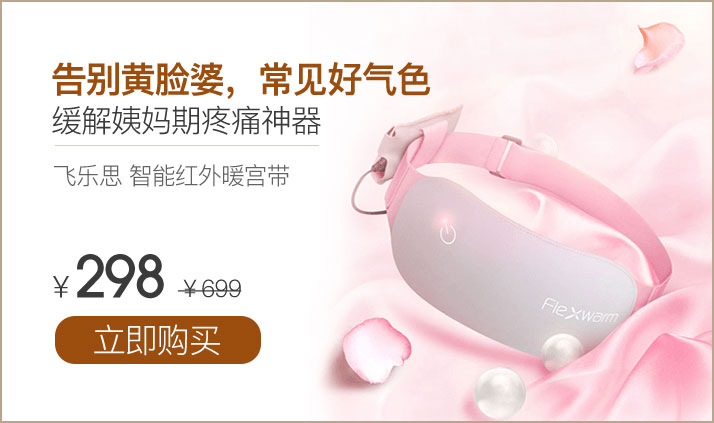 告别黄脸婆，常见好气色
缓解姨妈期疼痛神器
飞乐思 智能红外暖宫带
¥ 298 ¥699
立即购买
Flexwarm